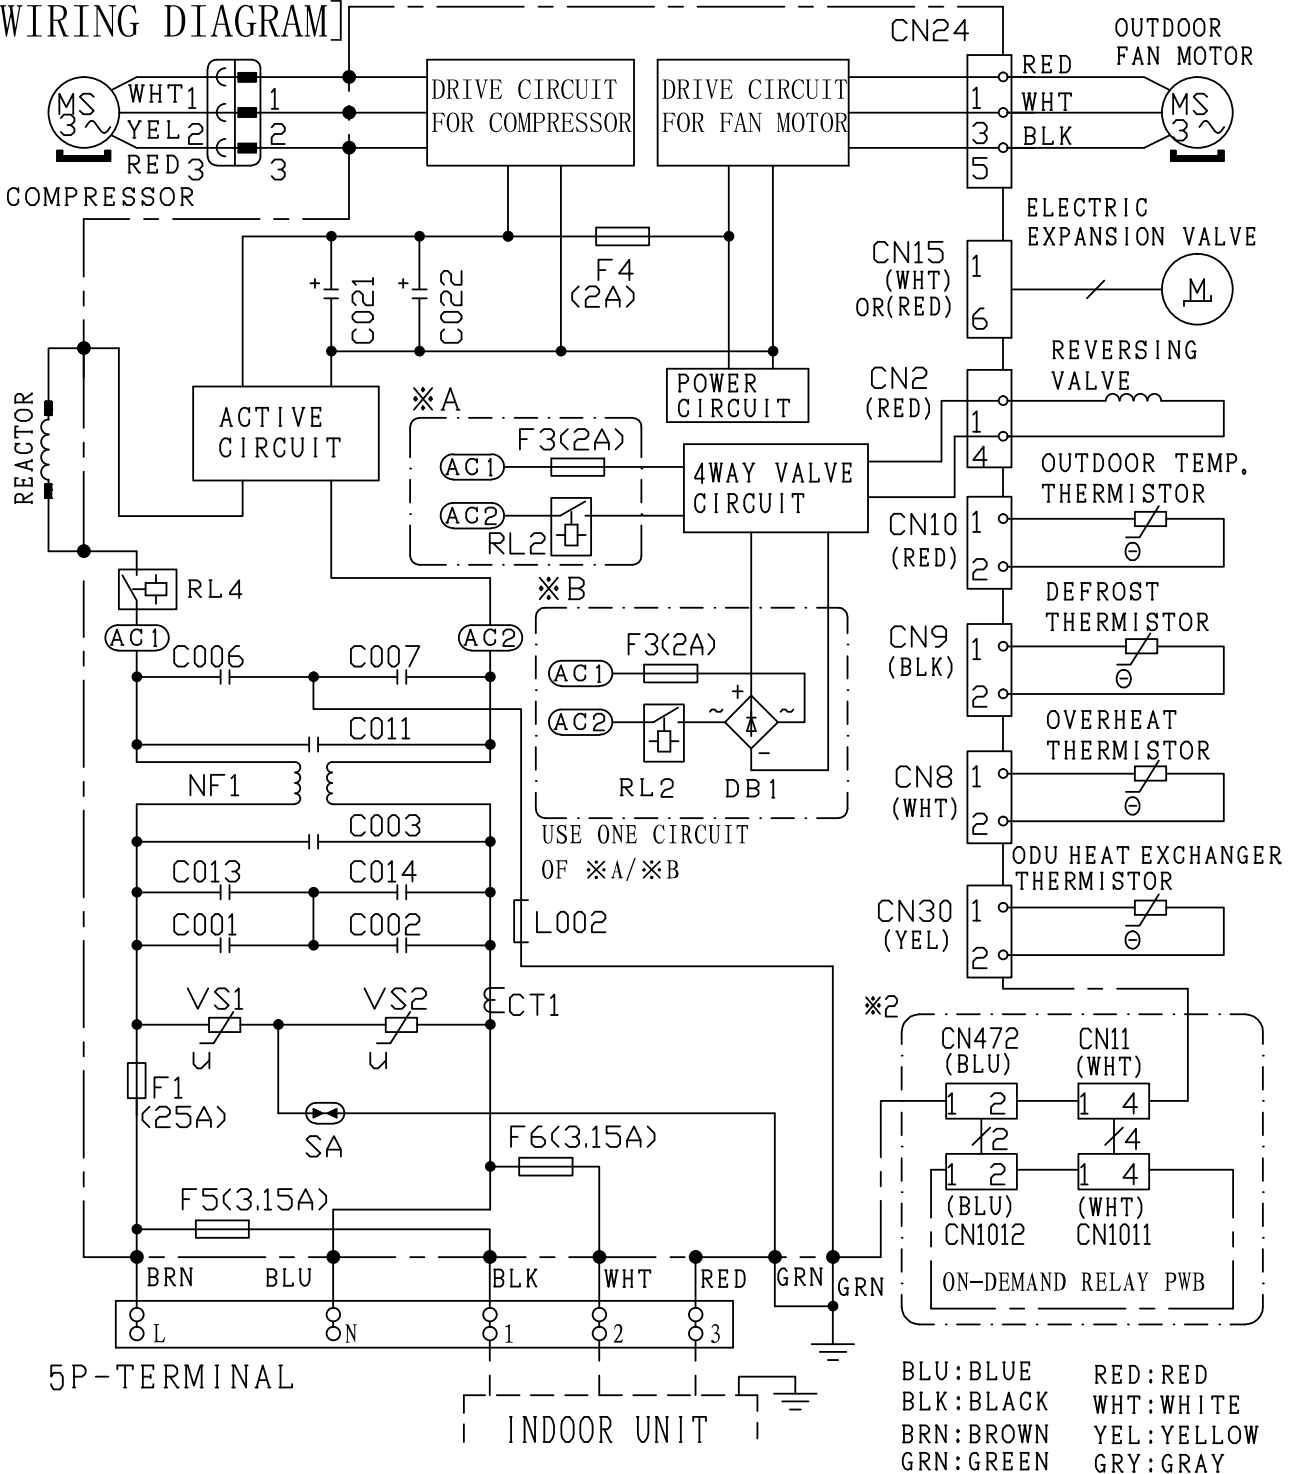 WIRING DIAGRAM]
CN24
OUTDOOR
FAN MOTOR
MS
3~
WHT 1
YEL 2
RED 3
1
2
3
COMPRESSOR
DRIVE CIRCUIT
FOR COMPRESSOR
DRIVE CIRCUIT
FOR FAN MOTOR
1
3
5
RED
WHT
BLK
MS
3~
+
C021
+
C022
F4
(2A)
CN15
(WHT)
OR(RED)
1
6
ELECTRIC
EXPANSION VALVE
M
REACTOR
ACTIVE
CIRCUIT
POWER
CIRCUIT
CN2
(RED)
1
4
REVERSING
VALVE
※A
F3(2A)
AC1
AC2
RL2
4WAY VALVE
CIRCUIT
OUTDOOR TEMP.
THERMISTOR
CN10
(RED)
1
2
Θ
RL4
AC1
AC2
※B
F3(2A)
AC1
AC2
+
~
~
−
RL2
DB1
USE ONE CIRCUIT
OF ※A/※B
DEFROST
THERMISTOR
CN9
(BLK)
1
2
Θ
OVERHEAT
THERMISTOR
CN8
(WHT)
1
2
Θ
ODU HEAT EXCHANGER
THERMISTOR
CN30
(YEL)
1
2
Θ
C006
C007
C011
NF1
C003
C013
C014
C001
C002
L002
VS1
u
VS2
u
CT1
F1
(25A)
SA
F6(3.15A)
F5(3.15A)
※2
CN472
(BLU)
CN11
(WHT)
1 2
1 4
2
4
1 2
1 4
(BLU)
CN1012
(WHT)
CN1011
ON-DEMAND RELAY PWB
BRN
BLU
BLK
WHT
RED
GRN
GRN
L
N
1
2
3
5P-TERMINAL
INDOOR UNIT
BLU:BLUE
BLK:BLACK
BRN:BROWN
GRN:GREEN
RED:RED
WHT:WHITE
YEL:YELLOW
GRY:GRAY